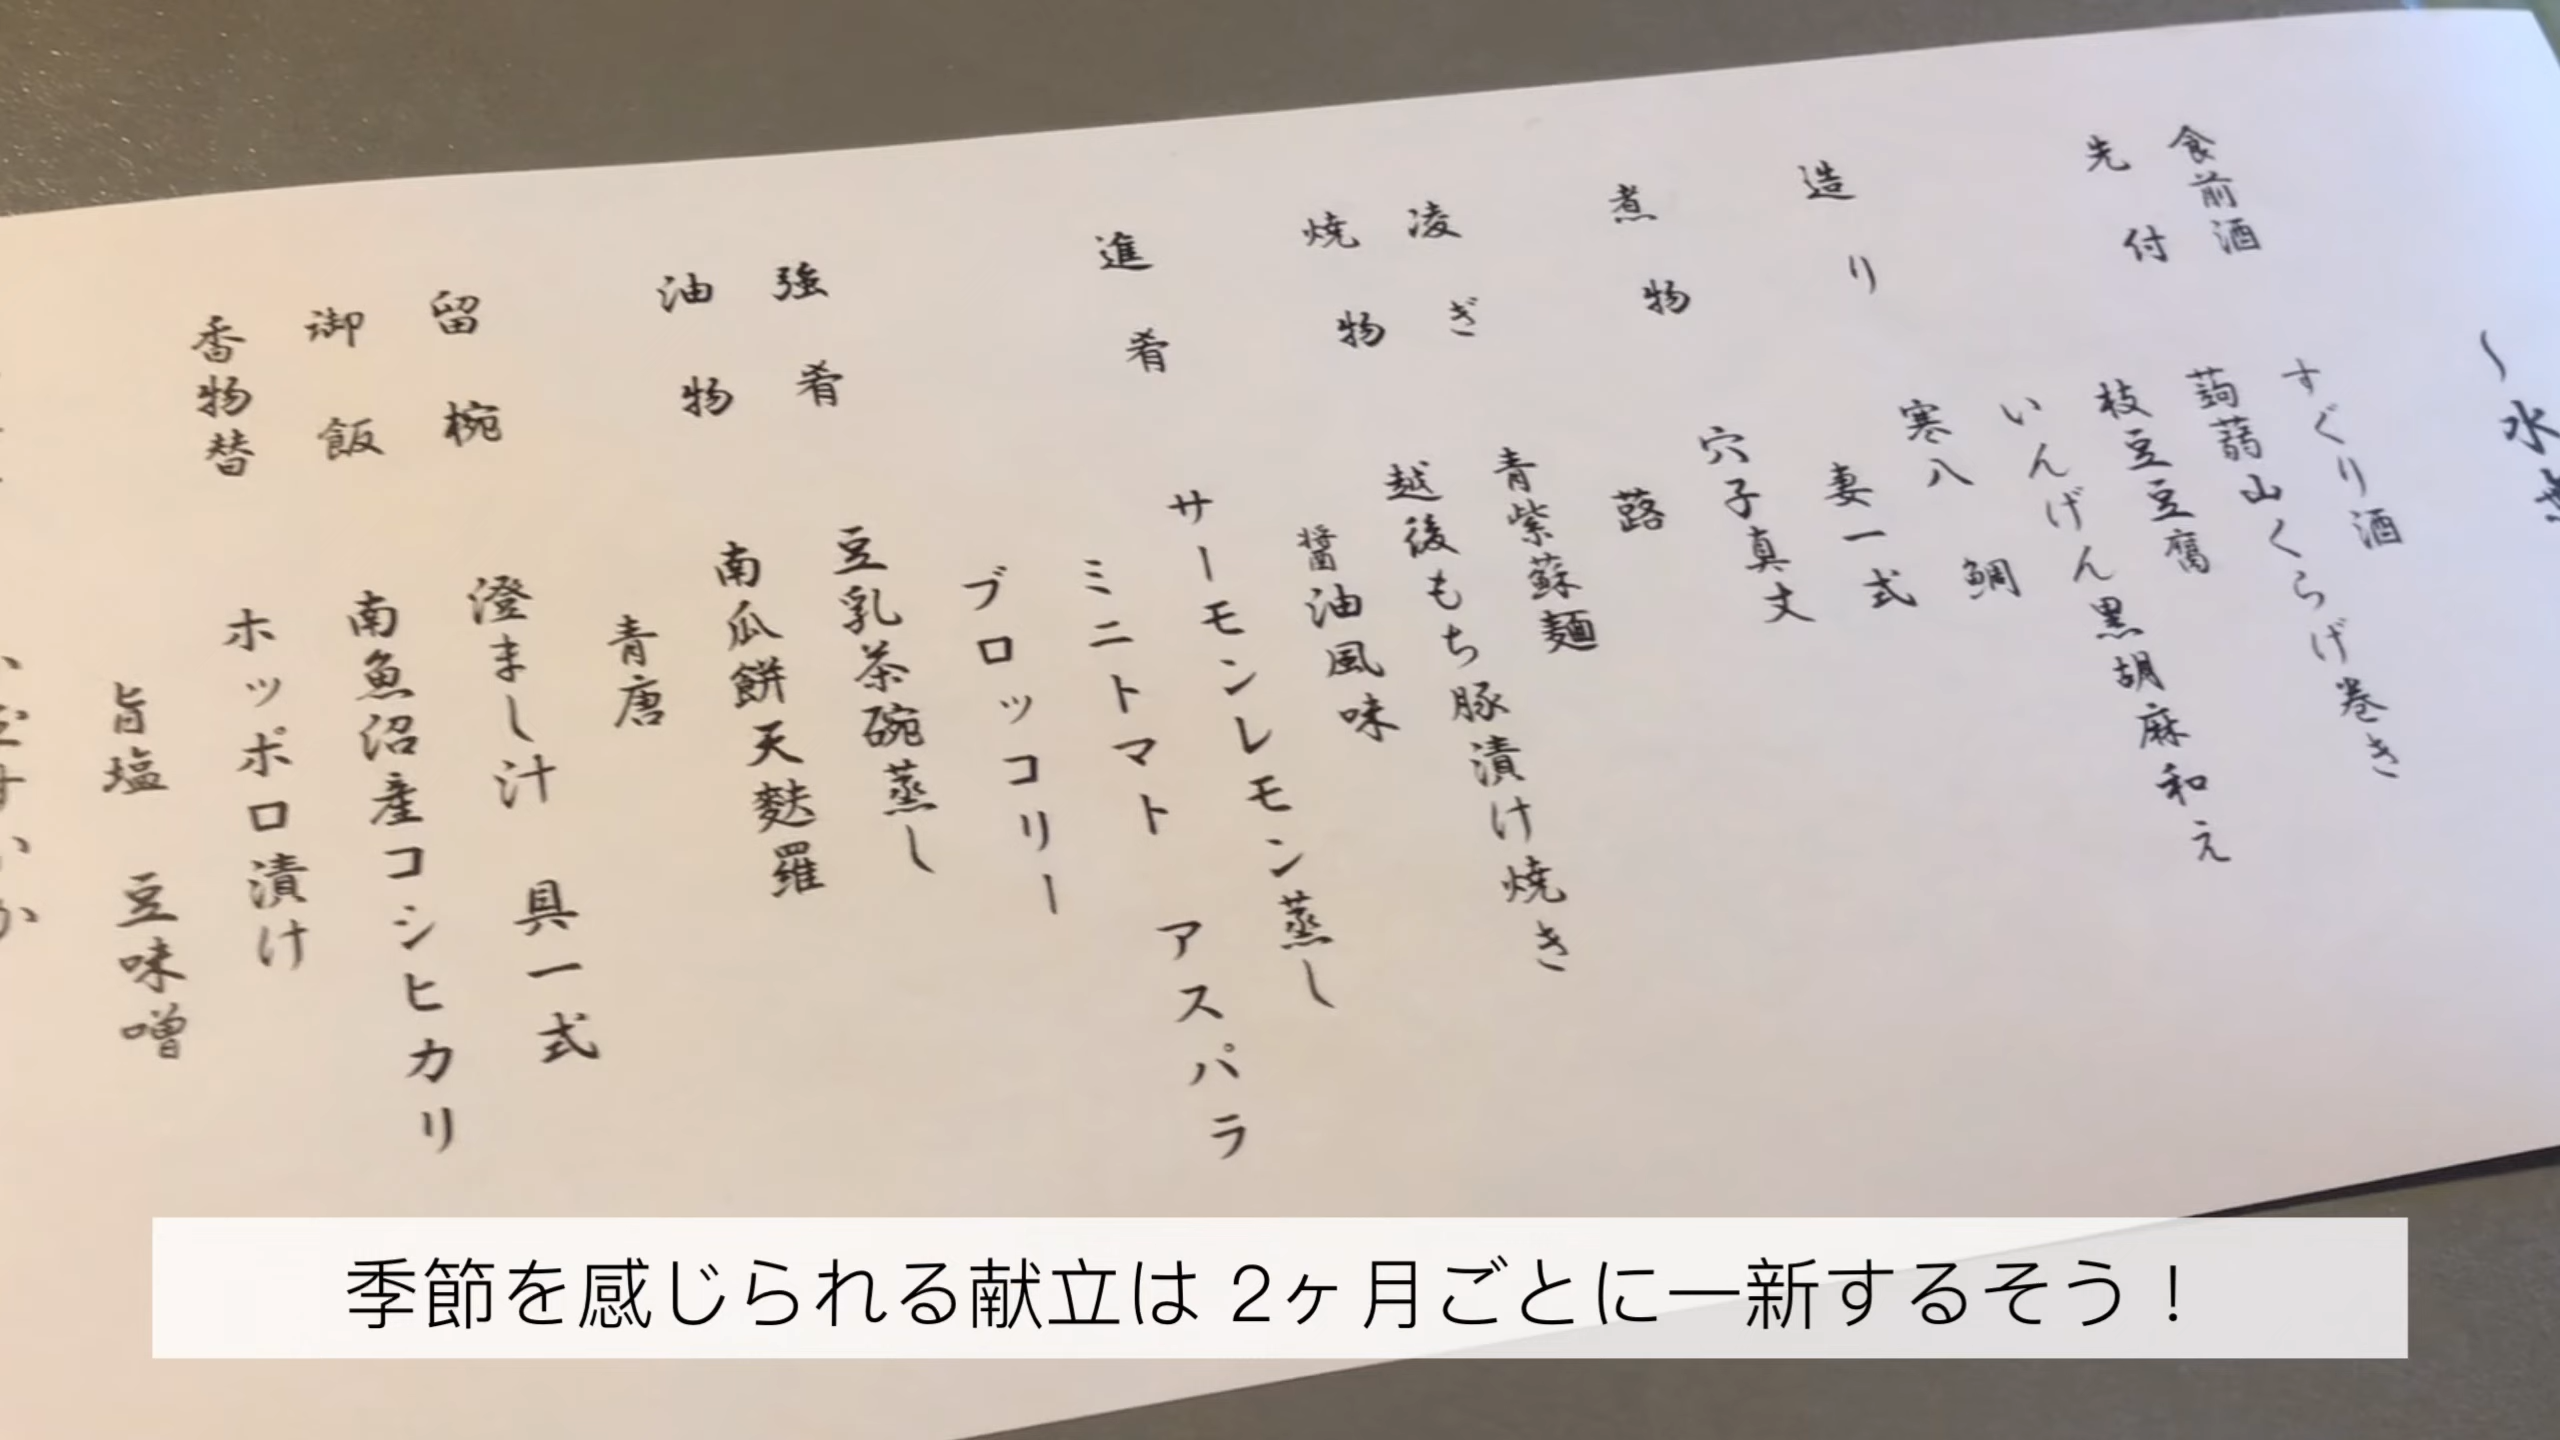 〜水
食前酒 すぐり酒
先付 蒟蒻山くらげ巻き
枝豆豆腐
いんげん黒胡麻和え
造り 寒八 鯛
妻一式
煮物 穴子真丈
蕗
凌ぎ 青紫蘇麺
焼物 越後もち豚漬け焼き
醤油風味
進肴 サーモンレモン蒸し
ミニトマト アスパラ
ブロッコリー
強肴 豆乳茶碗蒸し
油物 南瓜餅天麩羅
青唐
留椀 澄まし汁 具一式
御飯 南魚沼産コシヒカリ
香物替 ホッポロ漬け
旨塩 豆味噌
季節を感じられる献立は 2ヶ月ごとに一新するそう！